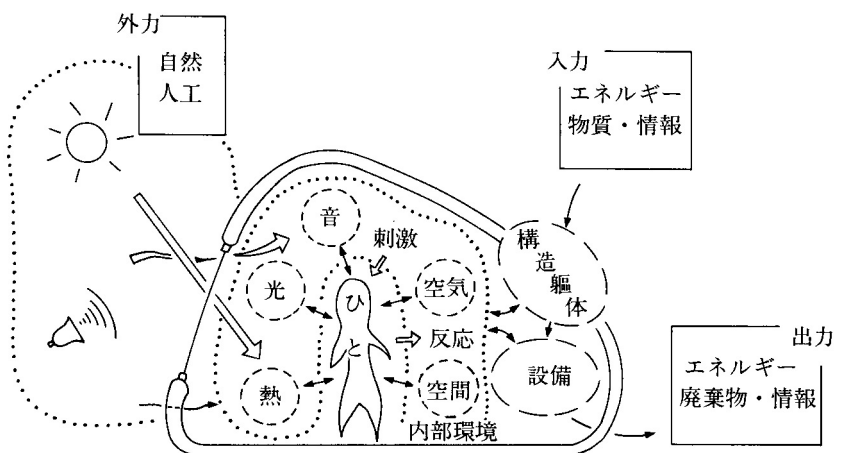 外力
自然
人工
入力
エネルギー
物質・情報
音
刺激
光
ひと
空気
構造軀体
反応
熱
空間
設備
内部環境
出力
エネルギー
廃棄物・情報